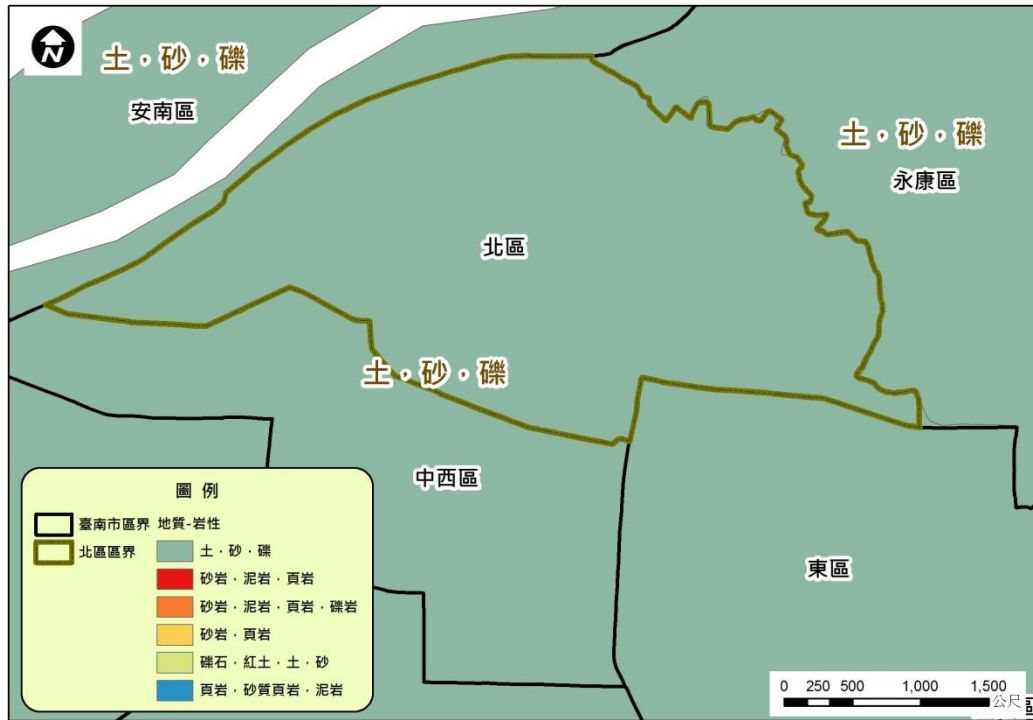 N
土．砂．礫
安南區
土．砂．礫
永康區
北區
土．砂．礫
中西區
東區
圖 例
臺南市區界
北區區界
地質-岩性
土．砂．礫
砂岩．泥岩．頁岩
砂岩．泥岩．頁岩．礫岩
砂岩．頁岩
礫石．紅土．土．砂
頁岩．砂質頁岩．泥岩
0 250 500 1,000 1,500
公尺